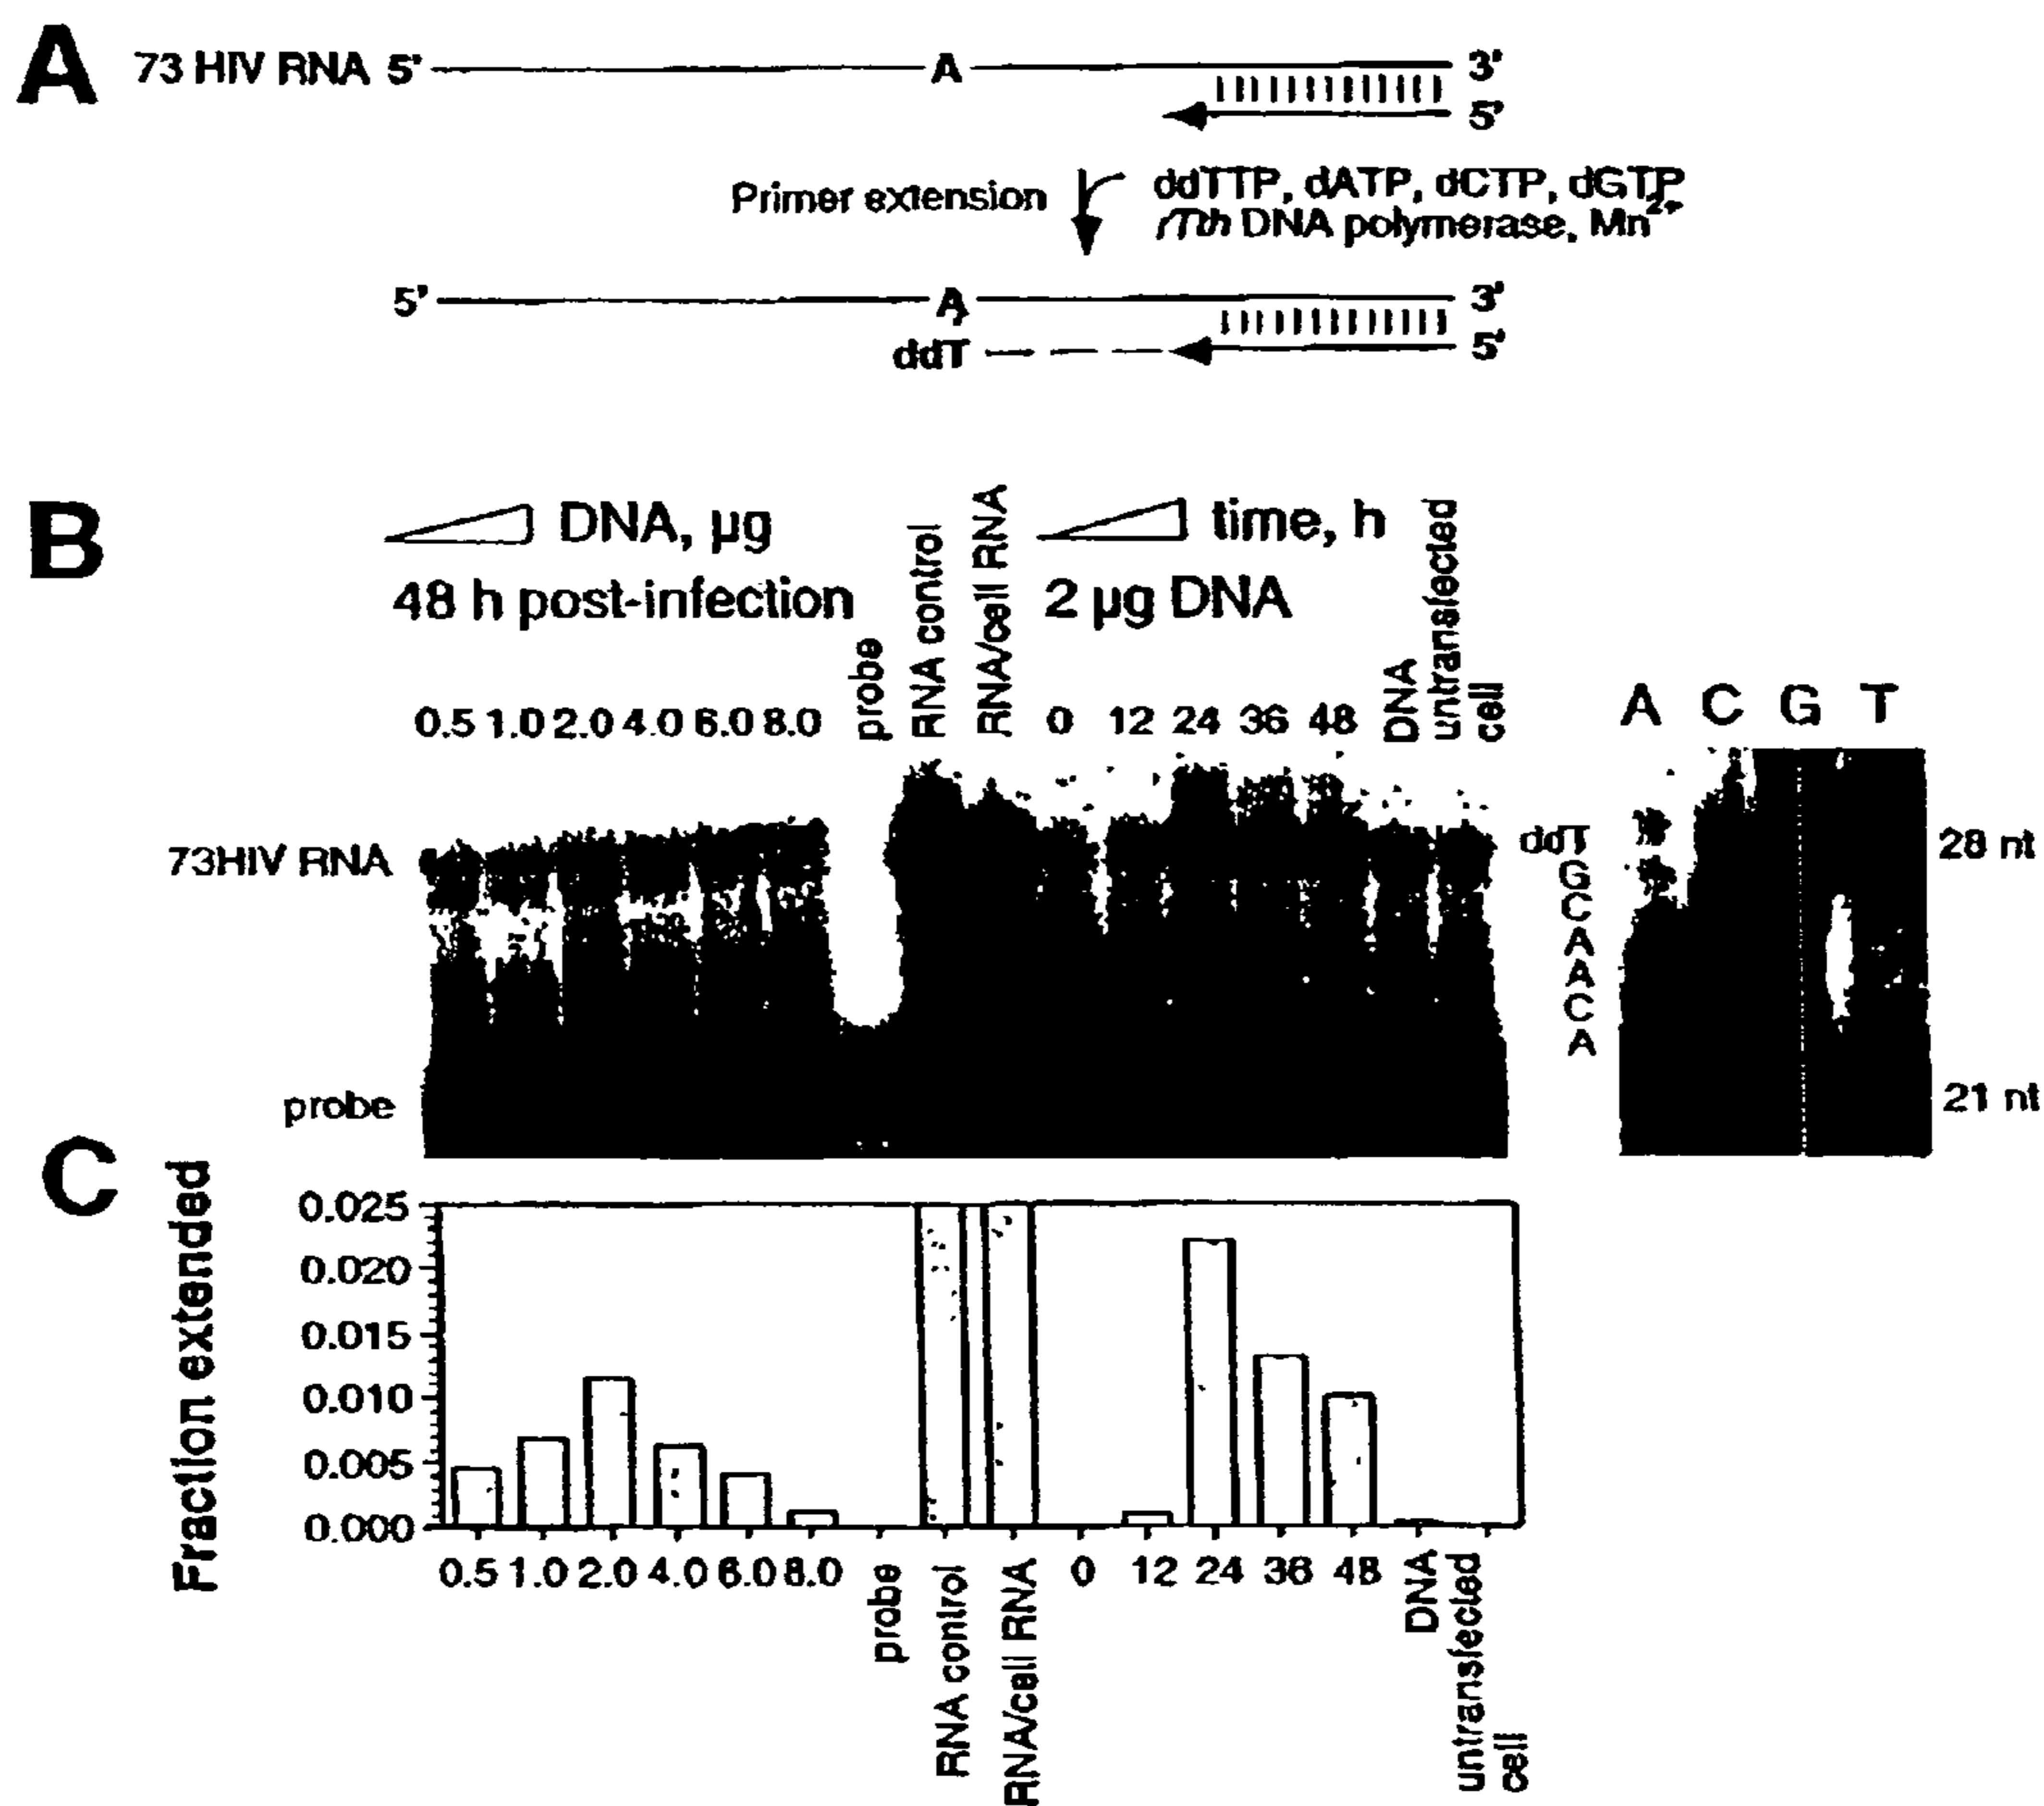 A
73 HIV RNA 5' A 3'
5'
Primer extension
ddTTP, dATP, dCTP, dGTP
rTth DNA polymerase, Mn2+
5' A 3'
ddT 5'
B
DNA, µg
48 h post-infection
probe
RNA control
RNA/cell RNA
time, h
2 µg DNA
DNA
untransfected
cell
0.5 1.0 2.0 4.0 6.0 8.0
0 12 24 36 48
A C G T
73HIV RNA
probe
ddT
G
C
A
A
C
A
28 nt
21 nt
C
Fraction extended
0.025
0.020
0.015
0.010
0.005
0.000
0.5 1.0 2.0 4.0 6.0 8.0
probe
RNA control
RNA/cell RNA
0 12 24 36 48
DNA
untransfected
cell